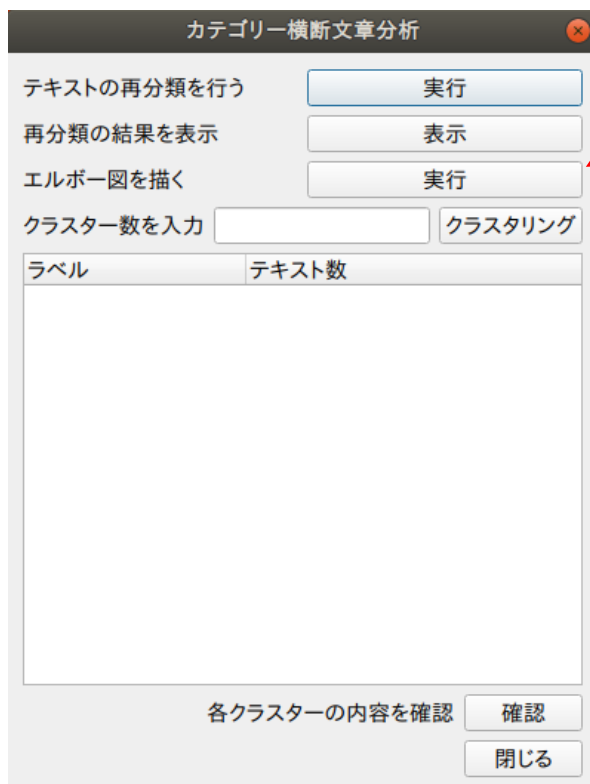 カテゴリー横断文章分析
テキストの再分類を行う 実行
再分類の結果を表示 表示
エルボー図を描く 実行
クラスター数を入力 クラスタリング
ラベル テキスト数
各クラスターの内容を確認 確認
閉じる